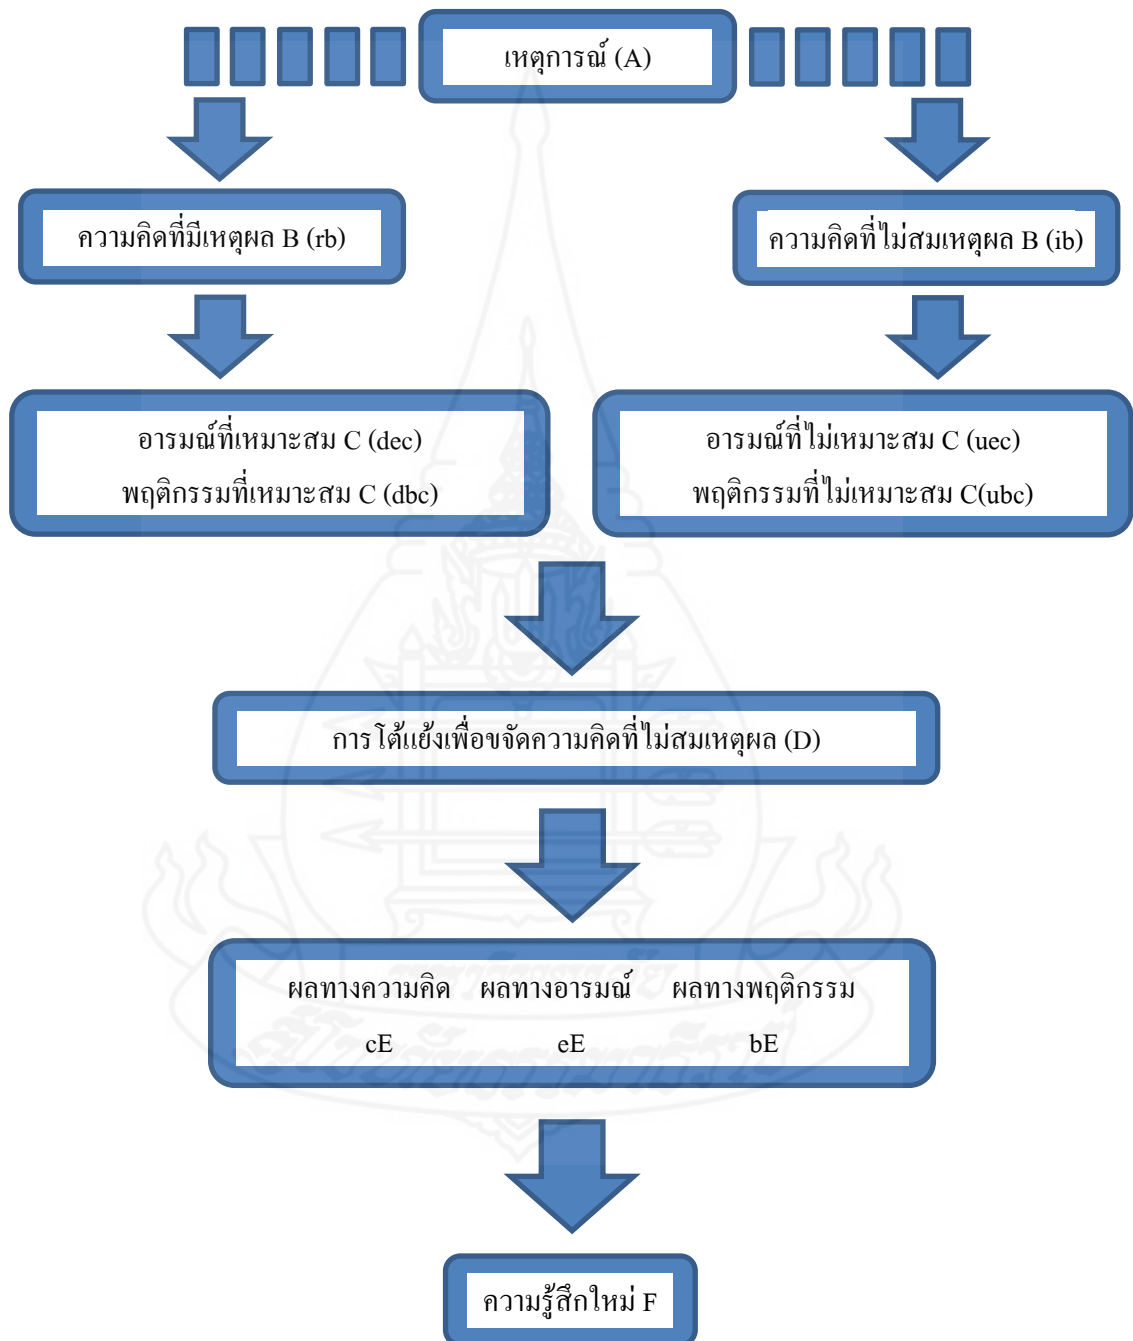 เหตุการณ์ (A)
ความคิดที่มีเหตุผล B (rb)
ความคิดที่ไม่สมเหตุผล B (ib)
อารมณ์ที่เหมาะสม C (dec)
พฤติกรรมที่เหมาะสม C (dbc)
อารมณ์ที่ไม่เหมาะสม C (uec)
พฤติกรรมที่ไม่เหมาะสม C(ubc)
การโต้แย้งเพื่อขจัดความคิดที่ไม่สมเหตุผล (D)
ผลทางความคิด ผลทางอารมณ์ ผลทางพฤติกรรม
cE eE bE
ความรู้สึกใหม่ F